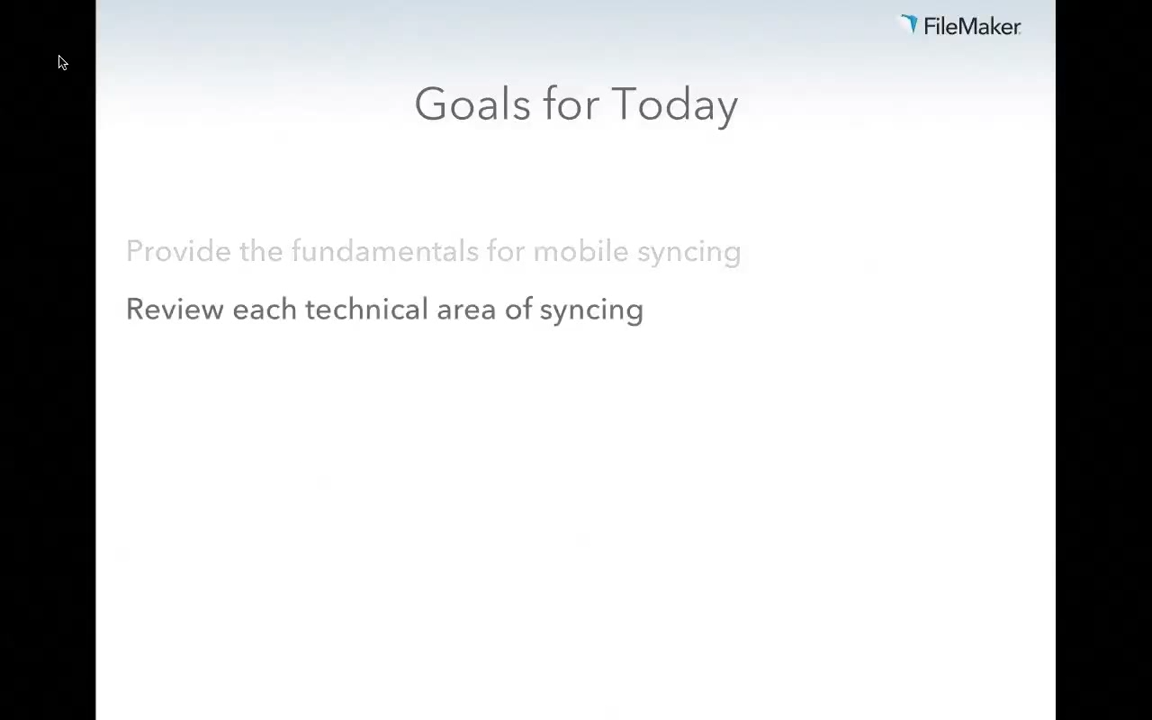 FileMaker
Goals for Today
Provide the fundamentals for mobile syncing
Review each technical area of syncing